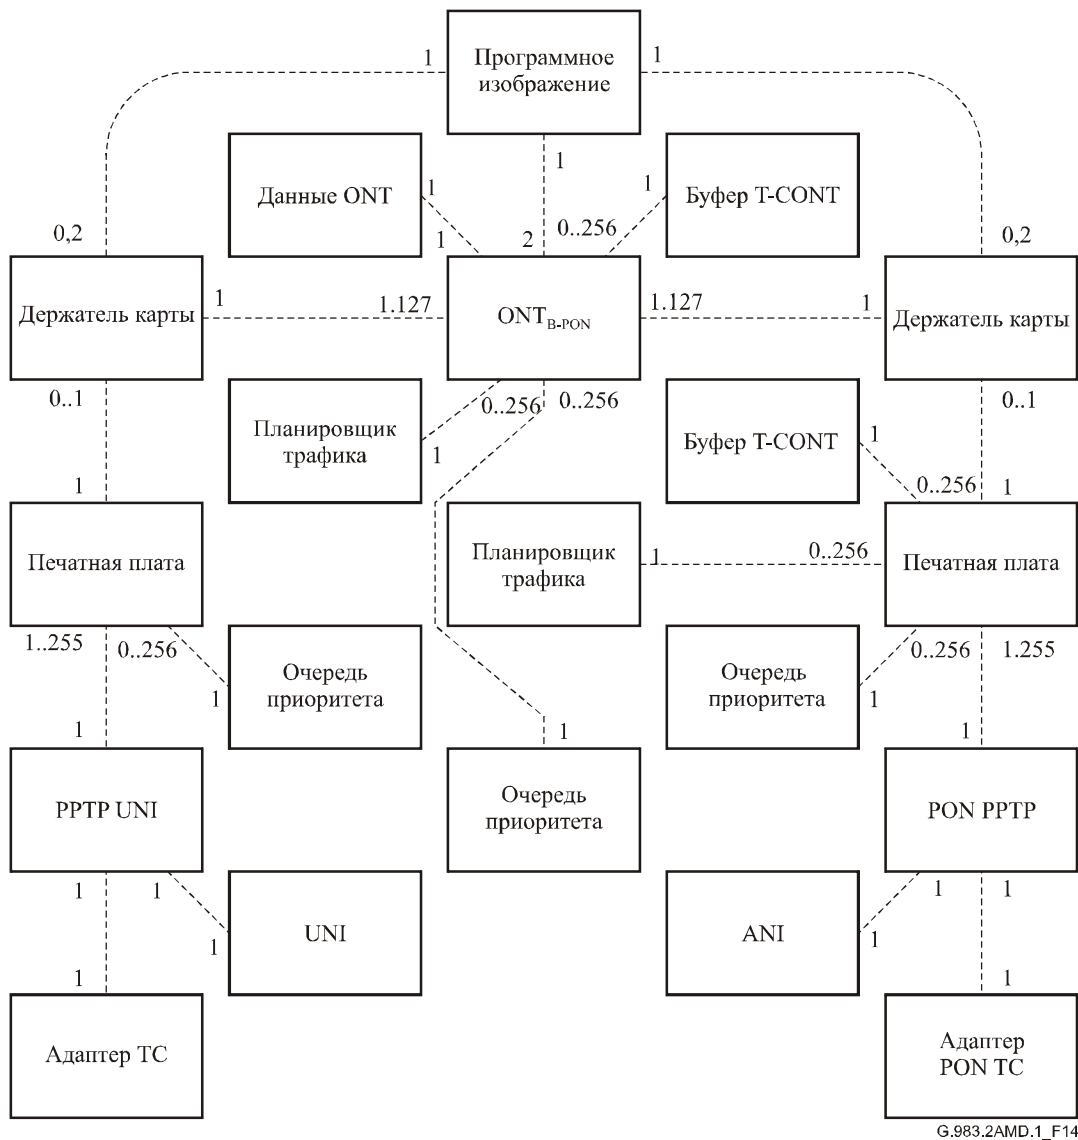 1
Программное
изображение
1
1
Данные ONT
1
1
Буфер T-CONT
1
0..256
2
0,2
0,2
Держатель карты
1
1.127
ONT B-PON
1.127
1
Держатель карты
0..1
0..256
0..256
0..1
Планировщик
трафика
1
Буфер T-CONT
1
1
0..256
1
Печатная плата
Планировщик
трафика
1
0..256
Печатная плата
1..255
0..256
0..256
1.255
Очередь
приоритета
1
Очередь
приоритета
1
1
1
1
PPTP UNI
Очередь
приоритета
PON PPTP
1
1
1
1
UNI
1
ANI
1
1
1
Адаптер TC
Адаптер
PON TC
G.983.2AMD.1_F14